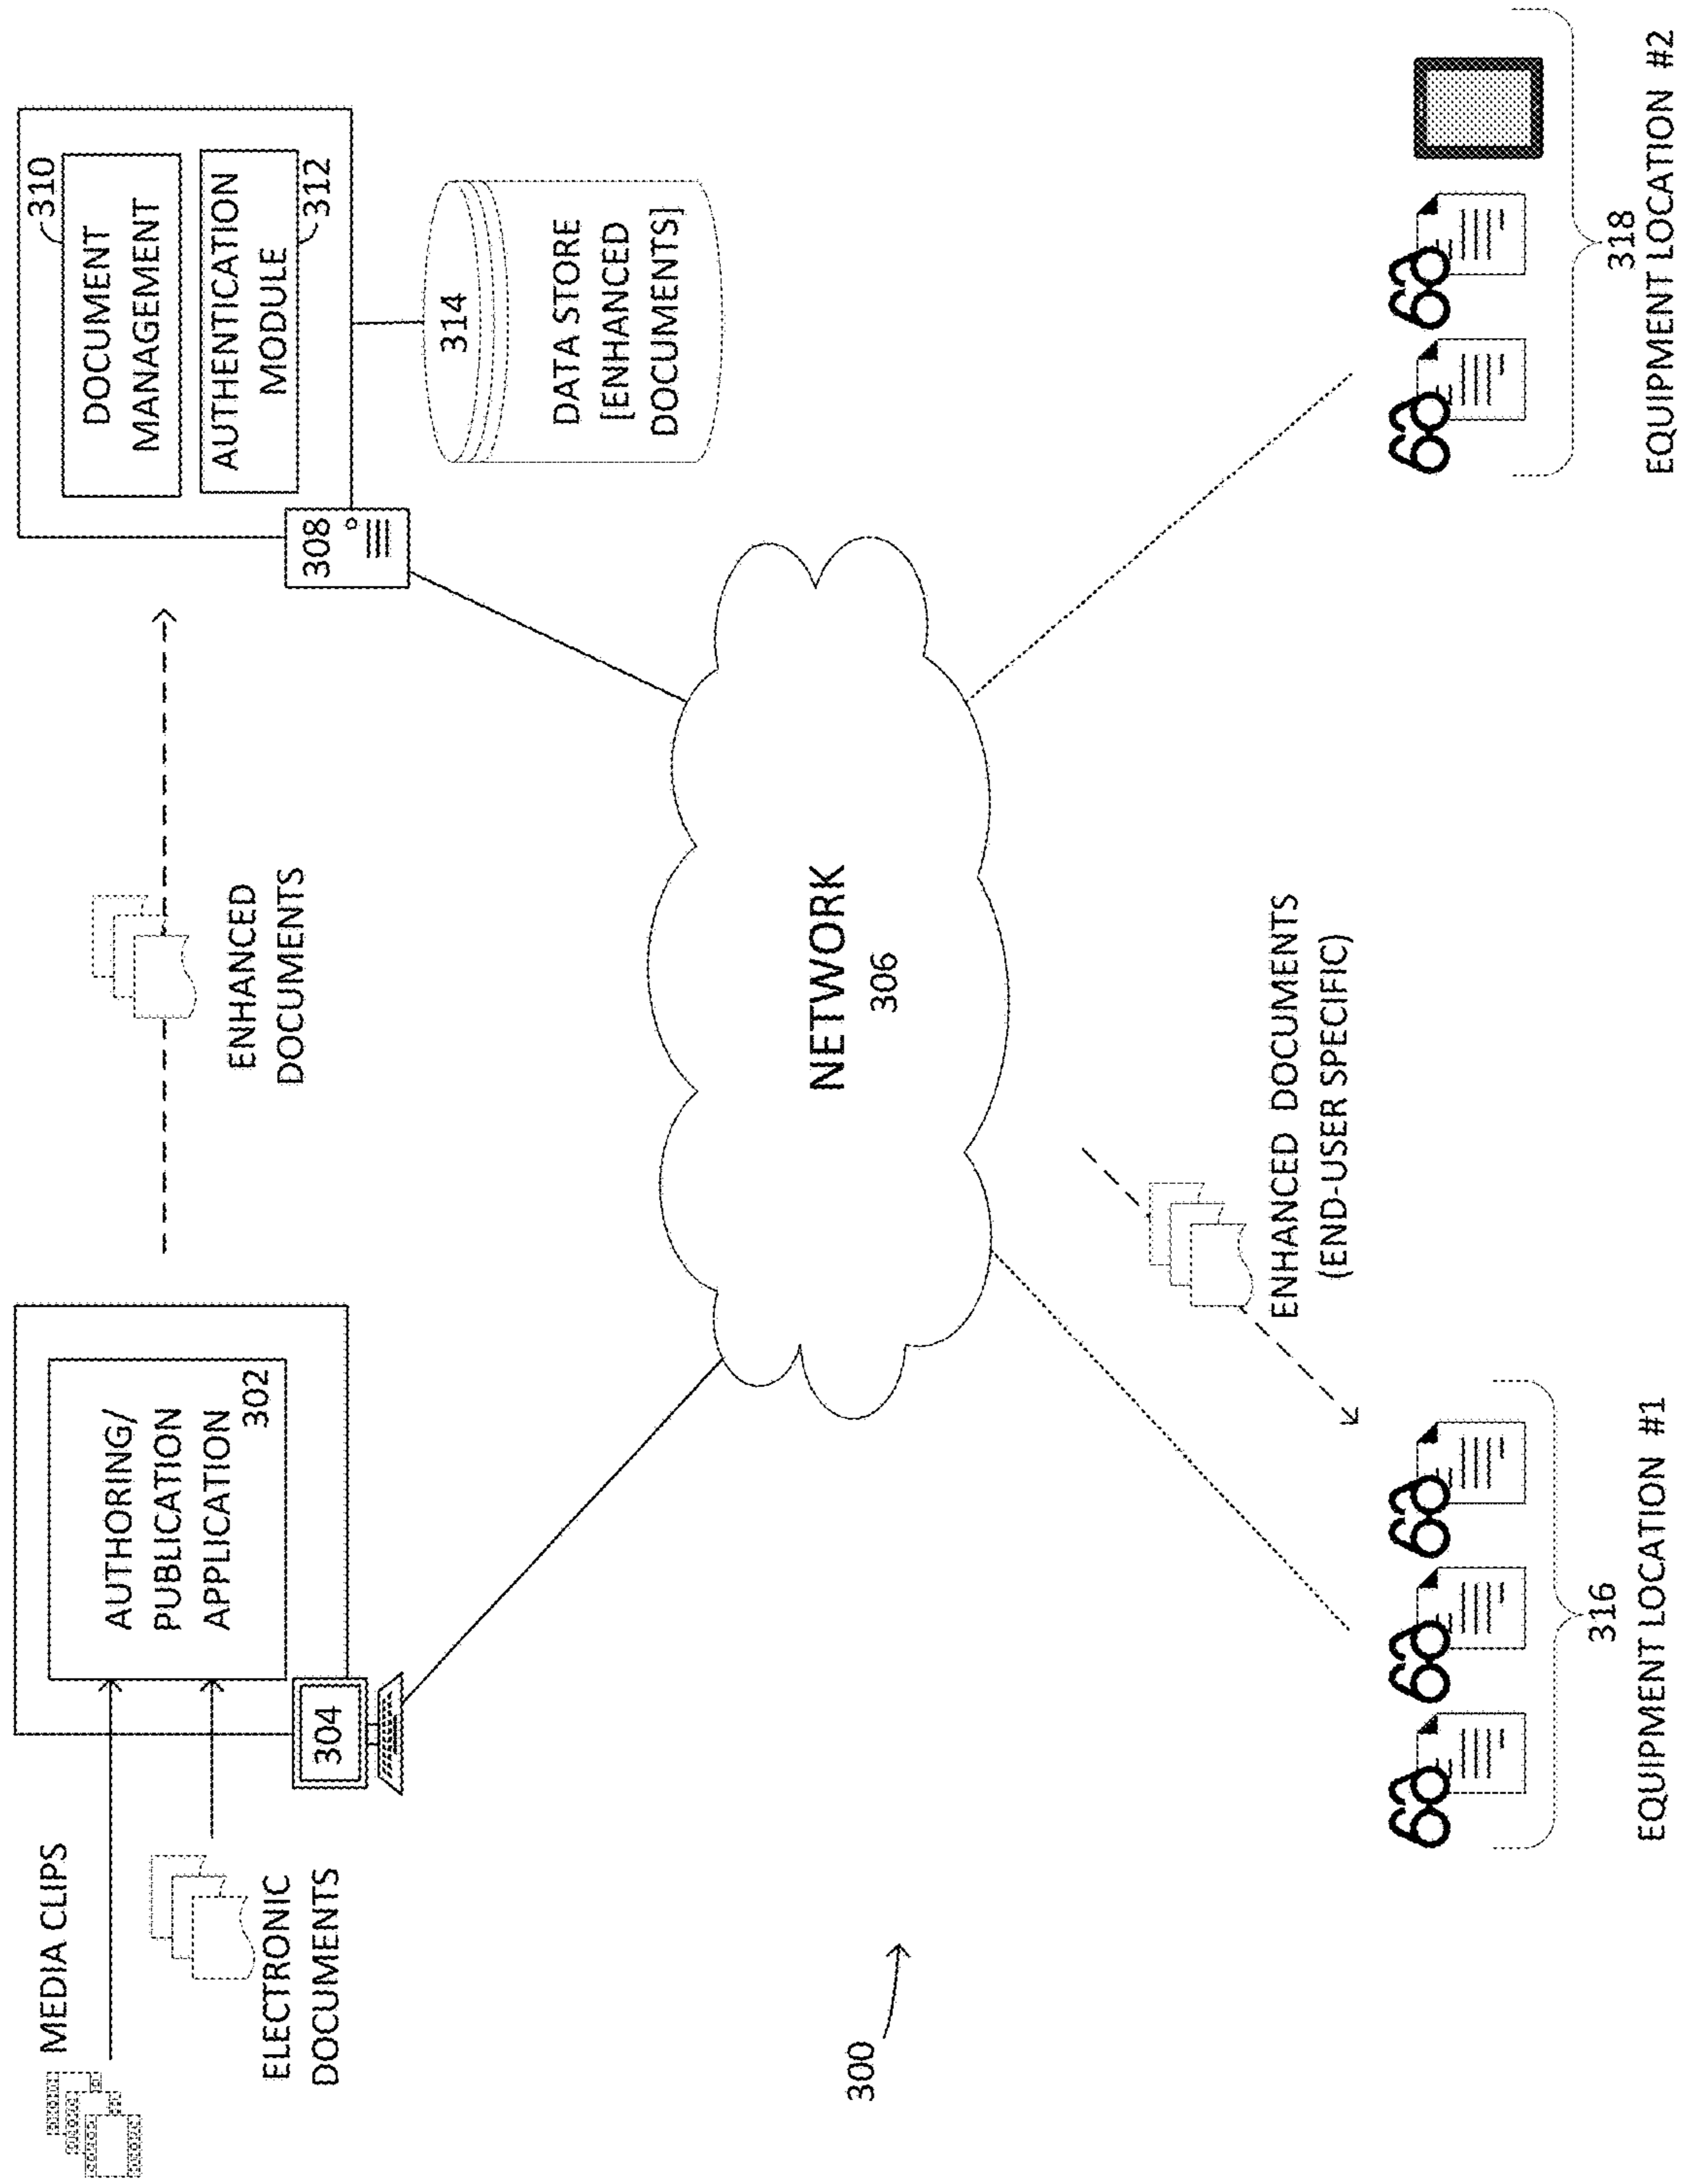 MEDIA CLIPS
ELECTRONIC
DOCUMENTS
AUTHORING/
PUBLICATION
APPLICATION
302
304
ENHANCED
DOCUMENTS
310
DOCUMENT
MANAGEMENT
AUTHENTICATION
MODULE
312
308
314
DATA STORE
[ENHANCED
DOCUMENTS]
NETWORK
306
300
ENHANCED DOCUMENTS
(END-USER SPECIFIC)
316
EQUIPMENT LOCATION #1
318
EQUIPMENT LOCATION #2